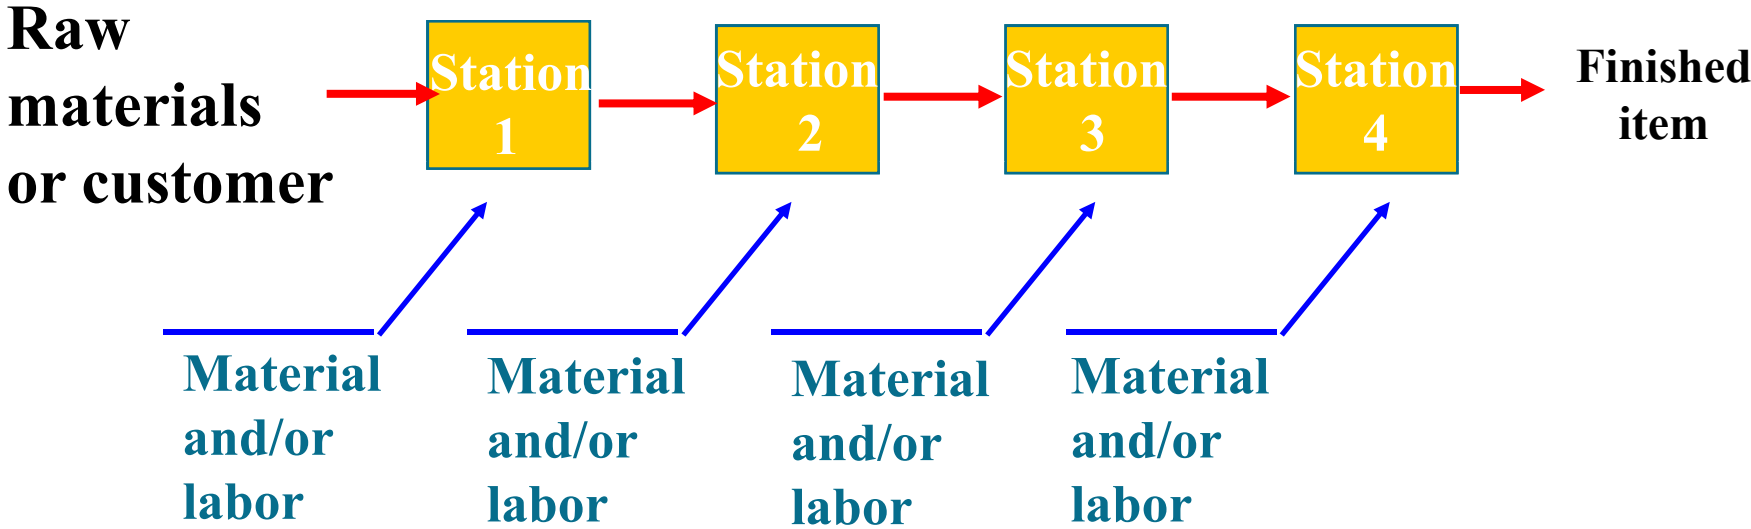 Raw
materials
or customer
Station
1
Station
2
Station
3
Station
4
Finished
item
Material
and/or
labor
Material
and/or
labor
Material
and/or
labor
Material
and/or
labor